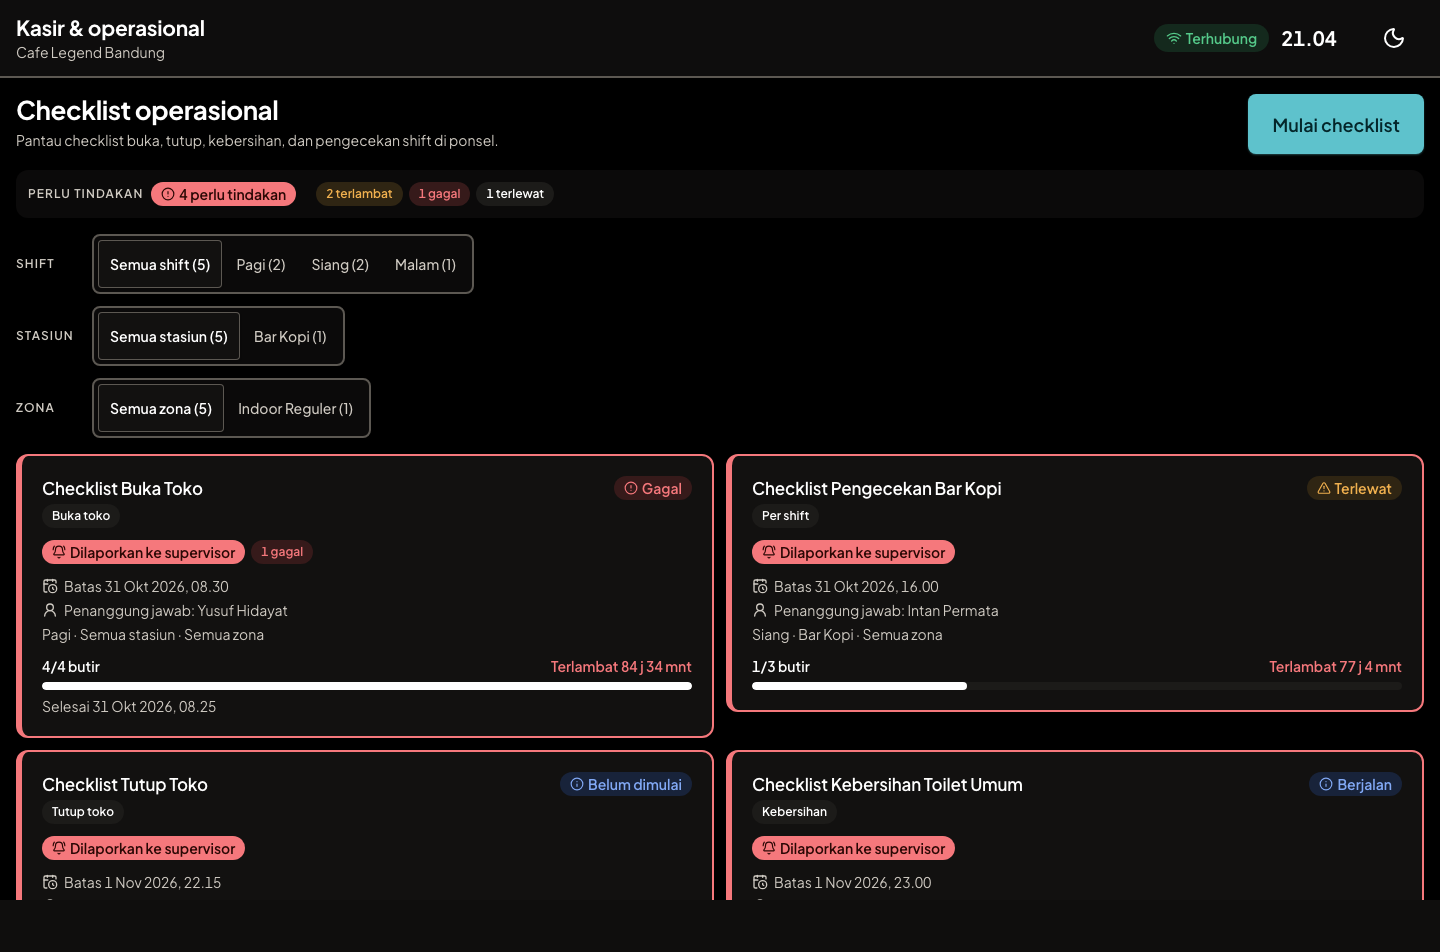 Kasir & operasional
Cafe Legend Bandung
Terhubung
21.04
Checklist operasional
Pantau checklist buka, tutup, kebersihan, dan pengecekan shift di ponsel.
Mulai checklist
PERLU TINDAKAN
4 perlu tindakan
2 terlambat
1 gagal
1 terlewat
SHIFT
Semua shift (5)
Pagi (2)
Siang (2)
Malam (1)
STASIUN
Semua stasiun (5)
Bar Kopi (1)
ZONA
Semua zona (5)
Indoor Reguler (1)
Checklist Buka Toko
Gagal
Buka toko
Dilaporkan ke supervisor
1 gagal
Batas 31 Okt 2026, 08.30
Penanggung jawab: Yusuf Hidayat
Pagi · Semua stasiun · Semua zona
4/4 butir
Terlambat 84 j 34 mnt
Selesai 31 Okt 2026, 08.25
Checklist Pengecekan Bar Kopi
Terlewat
Per shift
Dilaporkan ke supervisor
Batas 31 Okt 2026, 16.00
Penanggung jawab: Intan Permata
Siang · Bar Kopi · Semua zona
1/3 butir
Terlambat 77 j 4 mnt
Checklist Tutup Toko
Belum dimulai
Tutup toko
Dilaporkan ke supervisor
Batas 1 Nov 2026, 22.15
Checklist Kebersihan Toilet Umum
Berjalan
Kebersihan
Dilaporkan ke supervisor
Batas 1 Nov 2026, 23.00